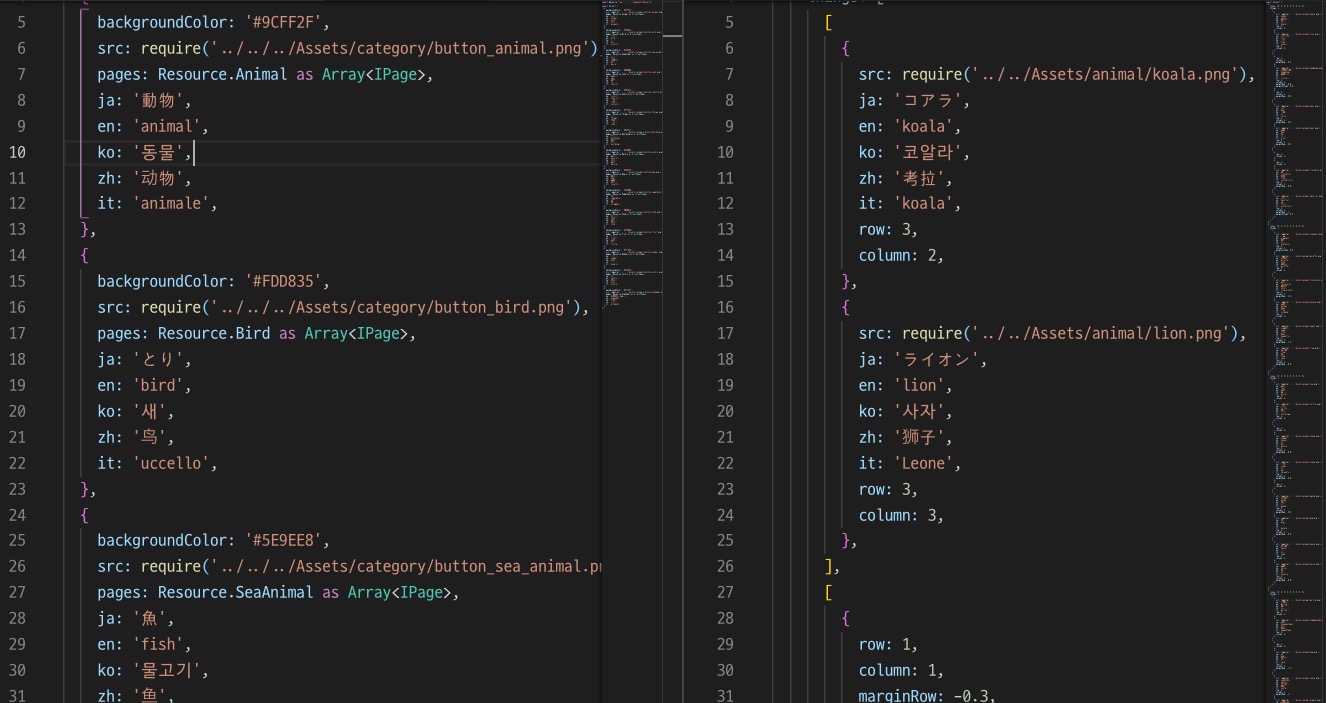 5 backgroundColor: '#9CFF2F',
6 src: require('../../../Assets/category/button_animal.png')
7 pages: Resource.Animal as Array<IPage>,
8 ja: '動物',
9 en: 'animal',
10 ko: '동물',
11 zh: '动物',
12 it: 'animale',
13 },
14 {
15 backgroundColor: '#FDD835',
16 src: require('../../../Assets/category/button_bird.png'),
17 pages: Resource.Bird as Array<IPage>,
18 ja: 'とり',
19 en: 'bird',
20 ko: '새',
21 zh: '鸟',
22 it: 'uccello',
23 },
24 {
25 backgroundColor: '#5E9EE8',
26 src: require('../../../Assets/category/button_sea_animal.pn
27 pages: Resource.SeaAnimal as Array<IPage>,
28 ja: '魚',
29 en: 'fish',
30 ko: '물고기',
31 zh: '鱼',
5 [
6 {
7 src: require('../../Assets/animal/koala.png'),
8 ja: 'コアラ',
9 en: 'koala',
10 ko: '코알라',
11 zh: '考拉',
12 it: 'koala',
13 row: 3,
14 column: 2,
15 },
16 {
17 src: require('../../Assets/animal/lion.png'),
18 ja: 'ライオン',
19 en: 'lion',
20 ko: '사자',
21 zh: '狮子',
22 it: 'Leone',
23 row: 3,
24 column: 3,
25 },
26 ],
27 [
28 {
29 row: 1,
30 column: 1,
31 marginRow: -0.3,